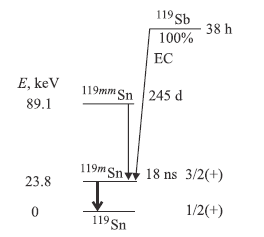 ¹¹⁹Sb
38 h
100%
EC
E, keV
¹¹⁹ᵐᵐSn
245 d
89.1
¹¹⁹ᵐSn
18 ns 3/2(+)
23.8
0
1/2(+)
¹¹⁹Sn